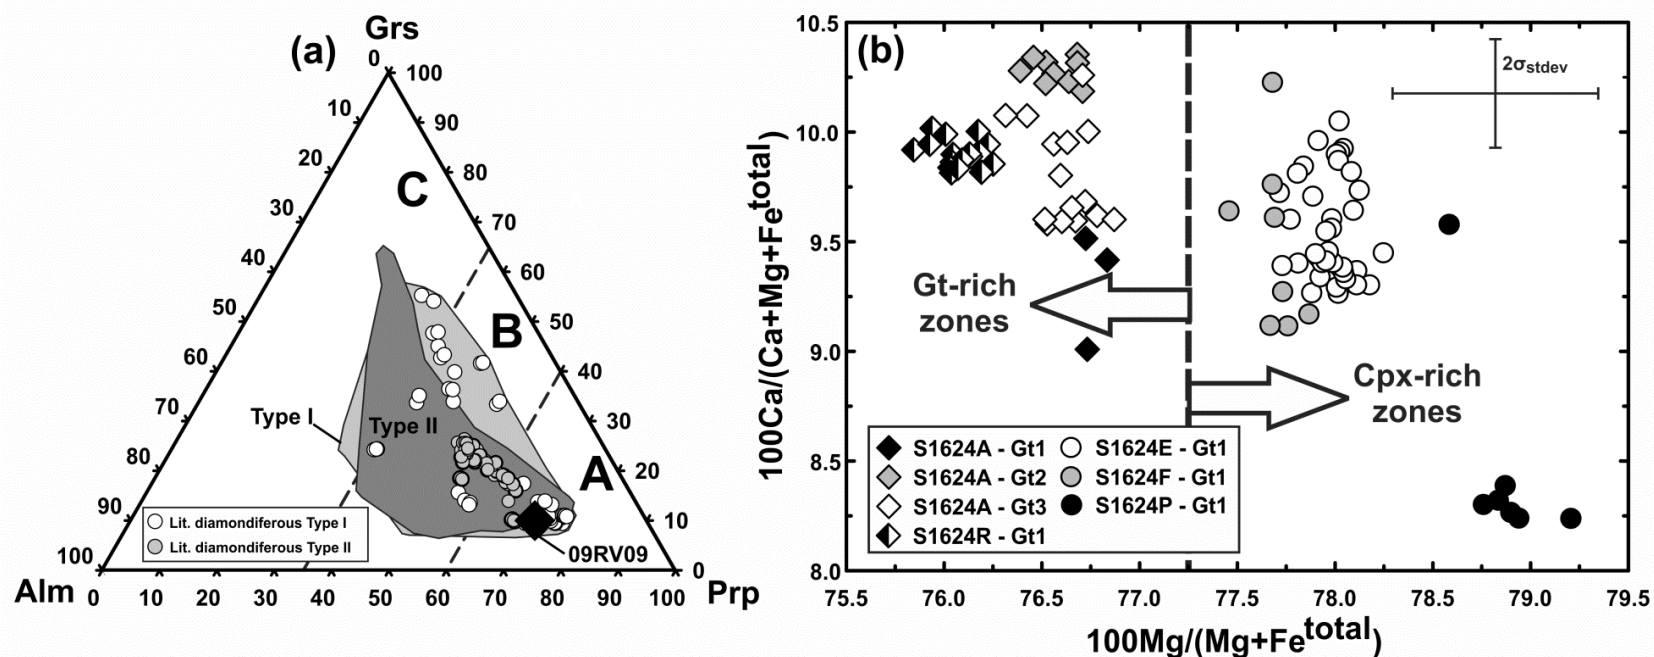 (a)
Grs
0
100
10
90
20
80
C
30
70
40
60
50
50
B
60
40
Type I
Type II
70
30
80
20
A
90
10
Lit. diamondiferous Type I
Lit. diamondiferous Type II
09RV09
100
0
Alm
0 10 20 30 40 50 60 70 80 90 100
Prp
(b)
10.5
10.0
9.5
9.0
8.5
8.0
100Ca/(Ca+Mg+Fetotal)
2σstdev
Gt-rich
zones
Cpx-rich
zones
S1624A - Gt1
S1624A - Gt2
S1624A - Gt3
S1624R - Gt1
S1624E - Gt1
S1624F - Gt1
S1624P - Gt1
75.5 76.0 76.5 77.0 77.5 78.0 78.5 79.0 79.5
100Mg/(Mg+Fetotal)